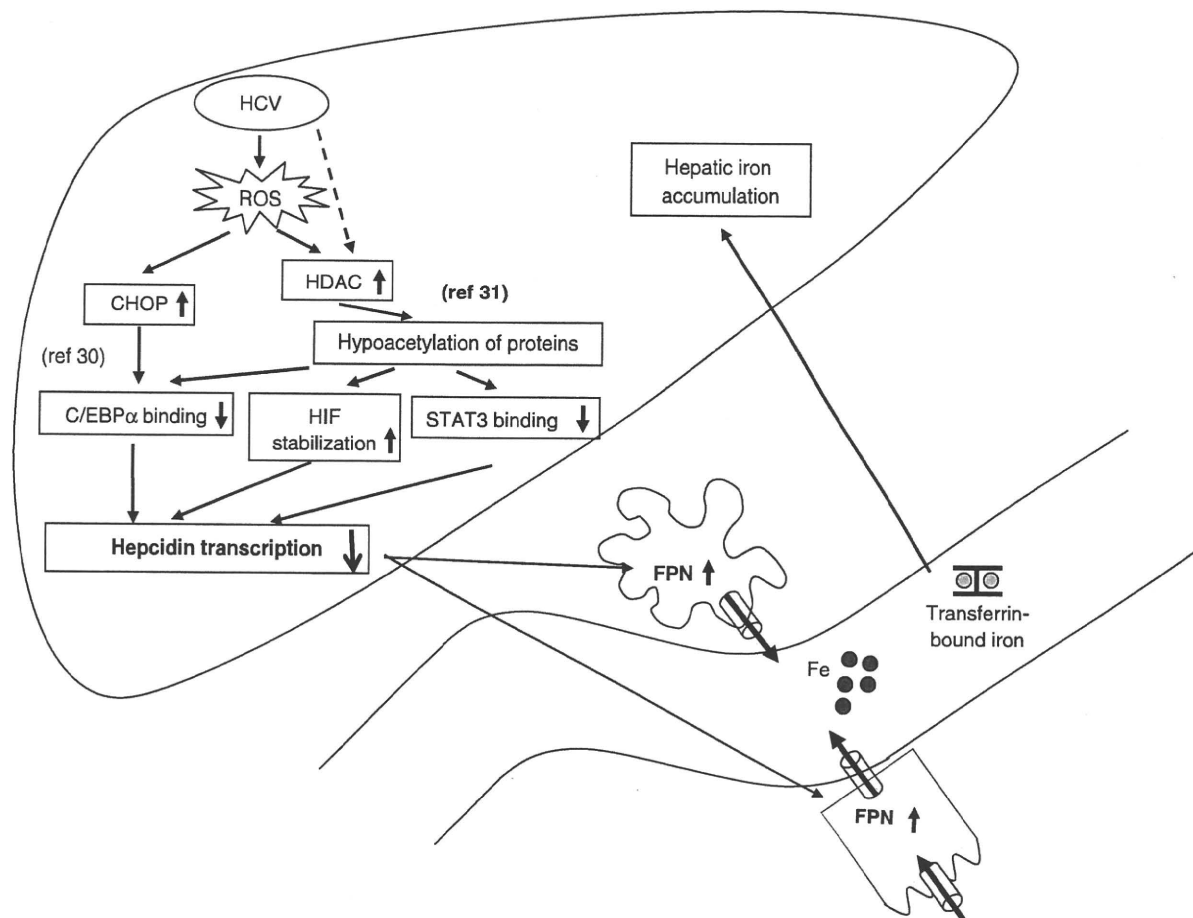 HCV
ROS
HDAC
CHOP
(ref 31)
Hypoacetylation of proteins
(ref 30)
C/EBPα binding
HIF
stabilization
STAT3 binding
Hepcidin transcription
Hepatic iron
accumulation
FPN
Transferrin-
bound iron
Fe
FPN